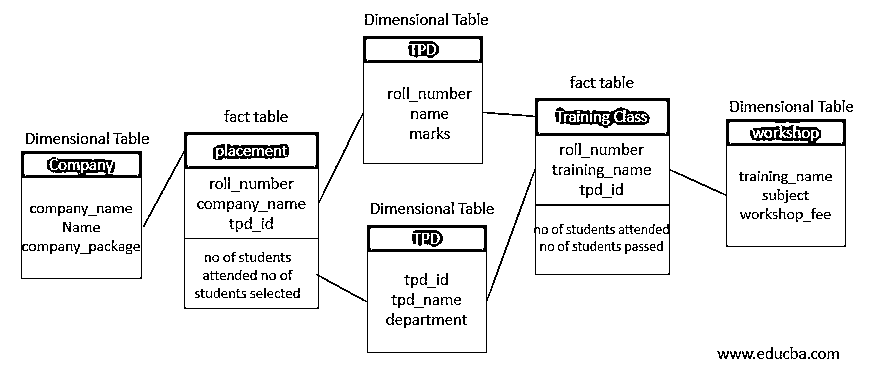 Dimensional Table
TPD
roll_number
name
marks
fact table
Training Class
roll_number
training_name
tpd_id
no of students attended
no of students passed
Dimensional Table
workshop
training_name
subject
workshop_fee
fact table
placement
roll_number
company_name
tpd_id
no of students
attended no of
students selected
Dimensional Table
Company
company_name
Name
company_package
Dimensional Table
TPD
tpd_id
tpd_name
department
www.educba.com